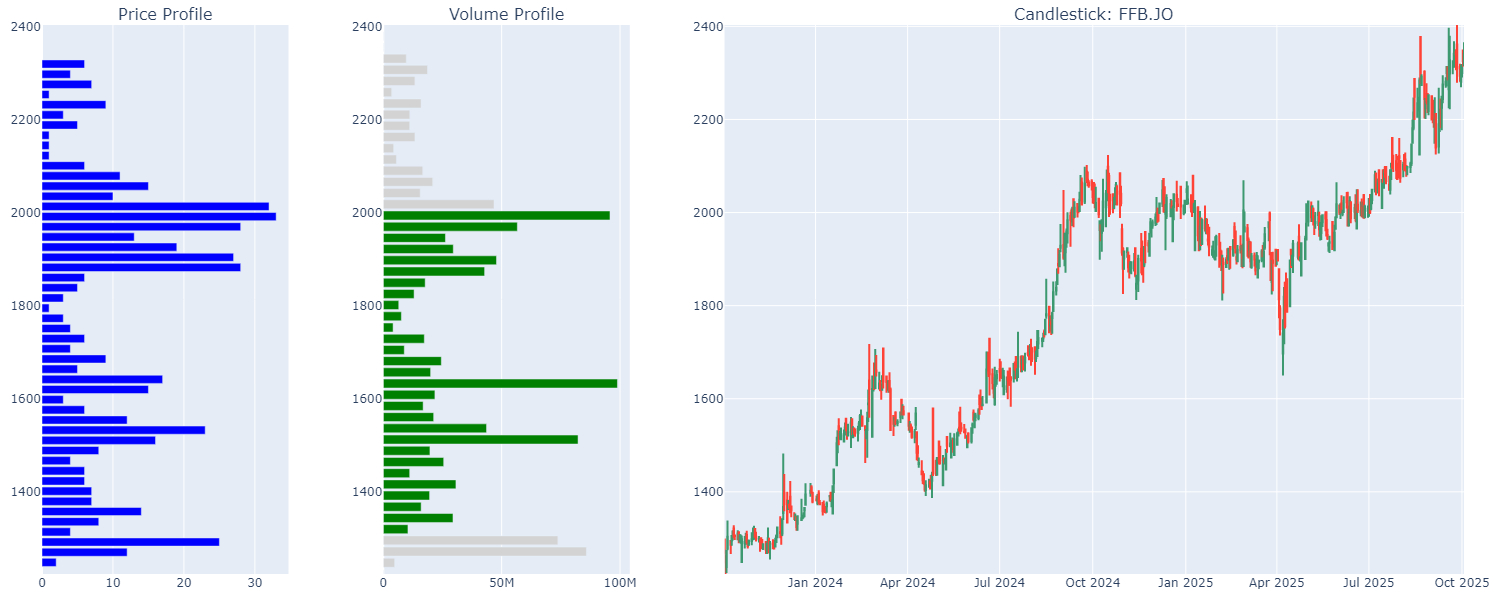 Price Profile
Volume Profile
Candlestick: FFB.JO
2400
2200
2000
1800
1600
1400
0
10
20
30
2400
2200
2000
1800
1600
1400
0
50M
100M
2400
2200
2000
1800
1600
1400
Jan 2024
Apr 2024
Jul 2024
Oct 2024
Jan 2025
Apr 2025
Jul 2025
Oct 2025